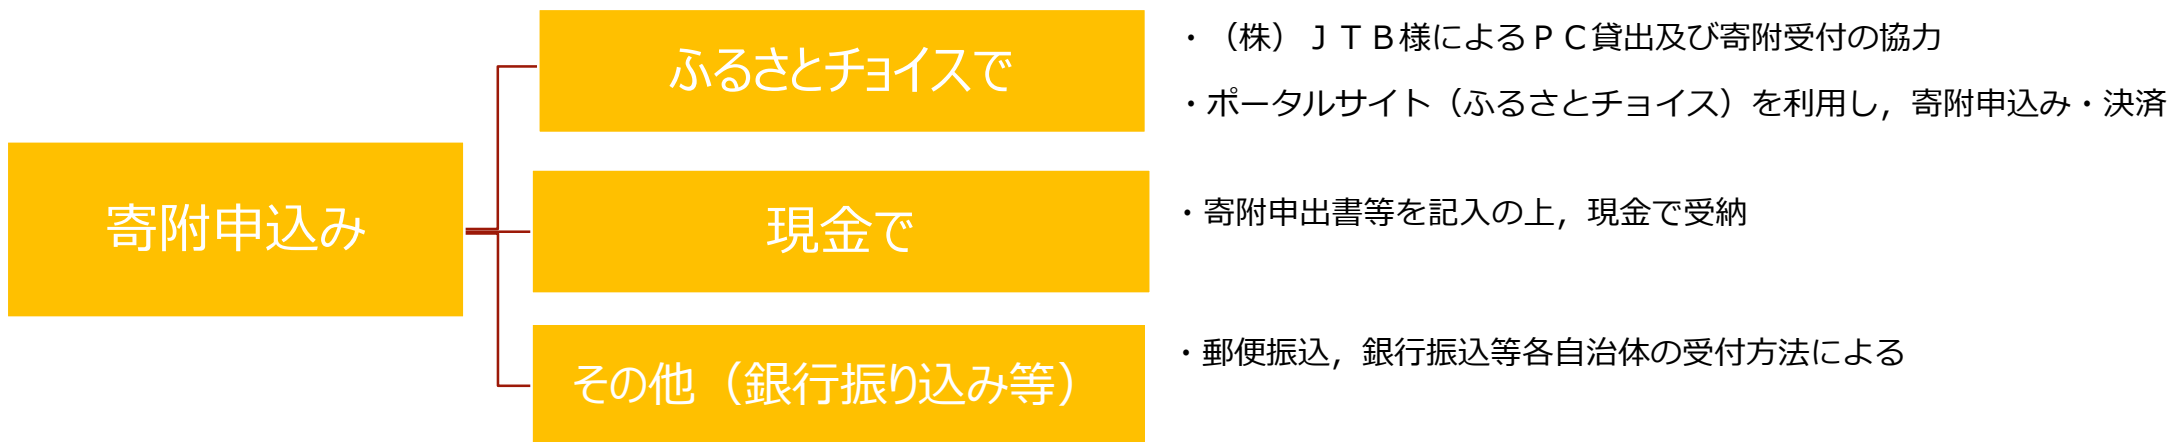 寄附申込み
ふるさとチョイスで
・（株）ＪＴＢ様によるＰＣ貸出及び寄附受付の協力
・ポータルサイト（ふるさとチョイス）を利用し，寄附申込み・決済
現金で
・寄附申出書等を記入の上，現金で受納
その他（銀行振り込み等）
・郵便振込，銀行振込等各自治体の受付方法による